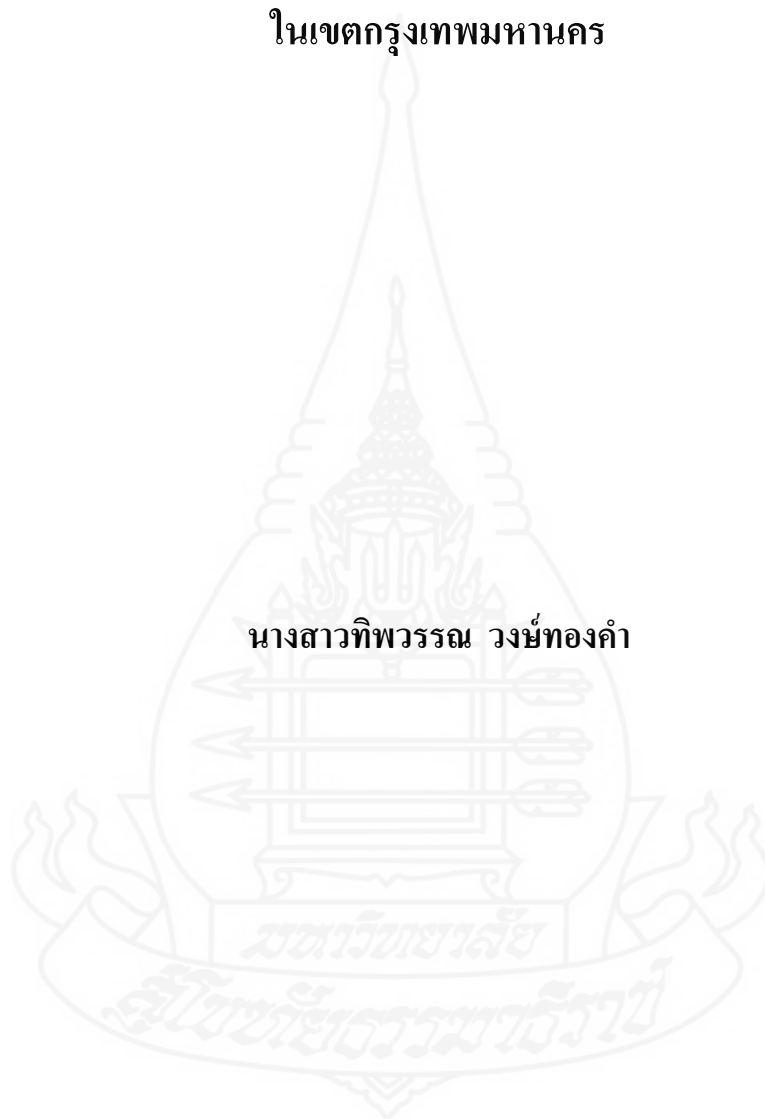 ในเขตกรุงเทพมหานคร
นางสาวทิพวรรณ วงษ์ทองคำ
มหาวิทยาลัย
สุโขทัยธรรมาธิราช